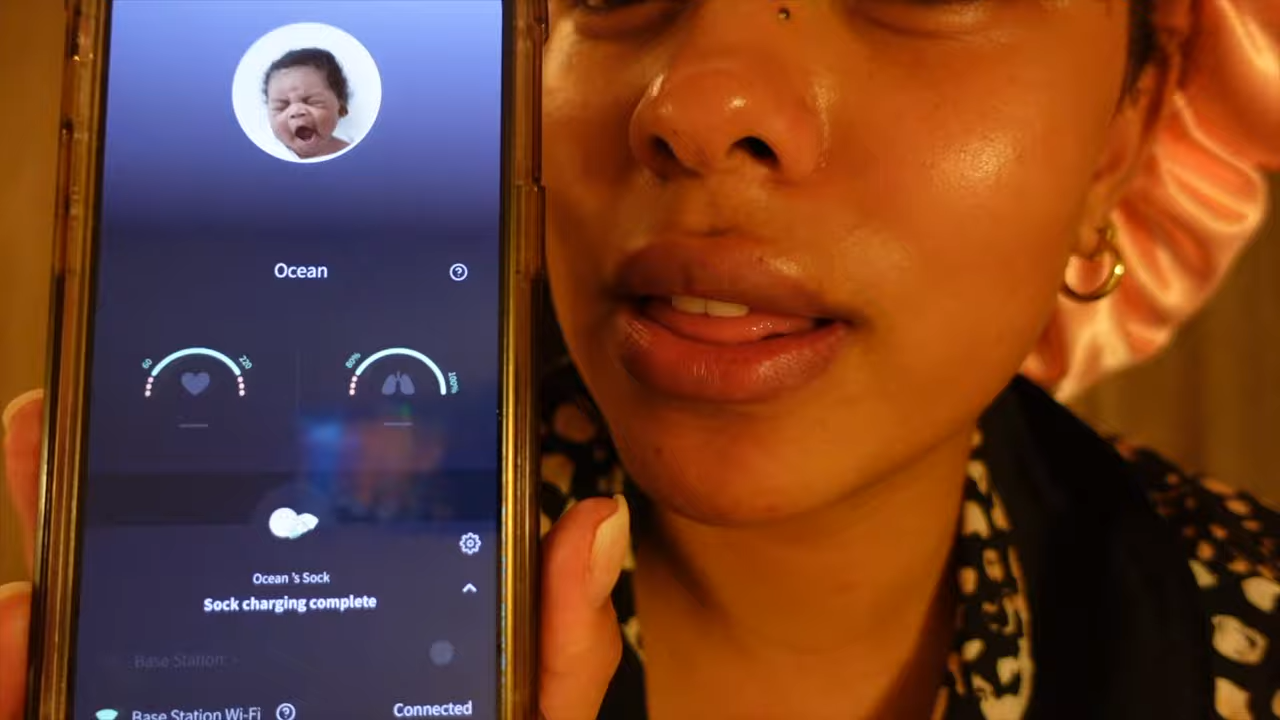 Ocean
60 220 80% 100%
Ocean 's Sock
Sock charging complete
Base Station:
Base Station Wi-Fi Connected